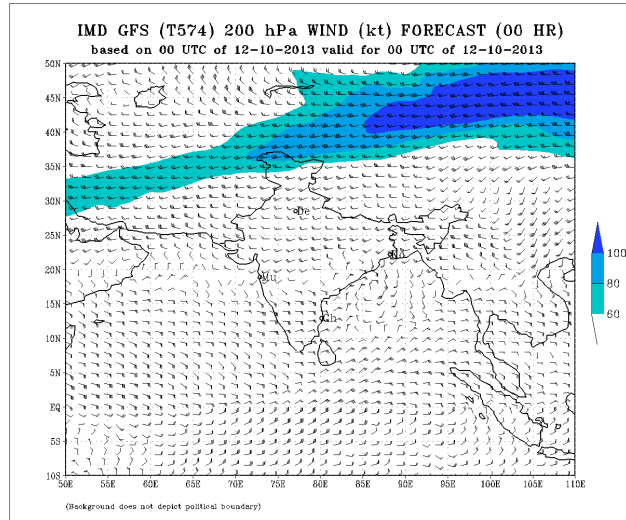 IMD GFS (T574) 200 hPa WIND (kt) FORECAST (00 HR)
based on 00 UTC of 12-10-2013 valid for 00 UTC of 12-10-2013
50N
45N
40N
35N
30N
25N
20N
15N
10N
5N
EQ
5S
10S
De
Mu
Ch
100
80
60
50E 55E 60E 65E 70E 75E 80E 85E 90E 95E 100E 105E 110E
(Background does not depict political boundary)